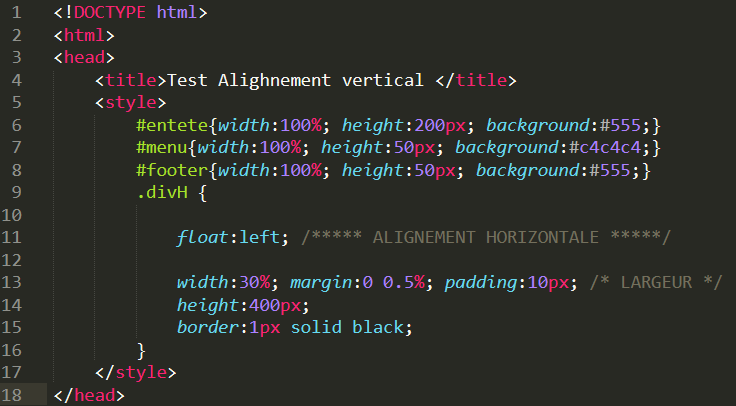 1 <!DOCTYPE html>
2 <html>
3 <head>
4 <title>Test Alighnement vertical </title>
5 <style>
6 #entete{width:100%; height:200px; background:#555;}
7 #menu{width:100%; height:50px; background:#c4c4c4;}
8 #footer{width:100%; height:50px; background:#555;}
9 .divH {
10
11 float:left; /***** ALIGNEMENT HORIZONTALE *****/
12
13 width:30%; margin:0 0.5%; padding:10px; /* LARGEUR */
14 height:400px;
15 border:1px solid black;
16 }
17 </style>
18 </head>